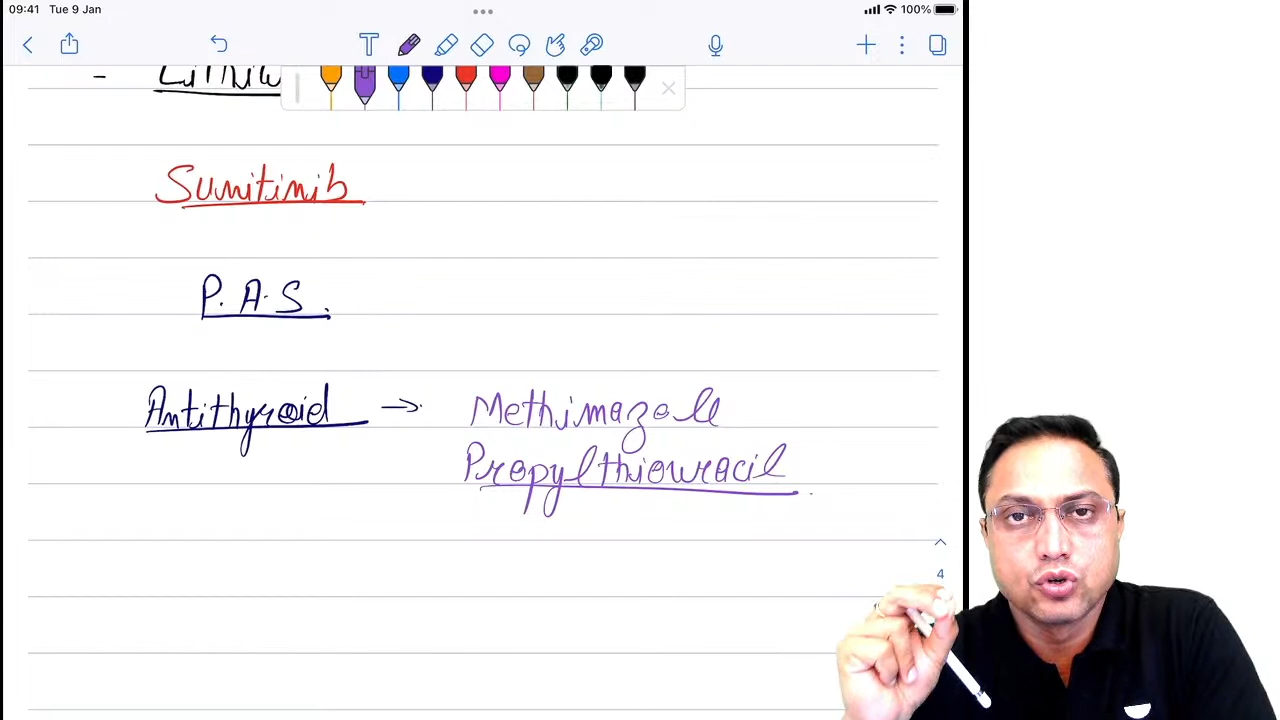 09:41 Tue 9 Jan
100%
T
Sunitinib
P.A.S.
Antithyroid → Methimazole
Propylthiouracil
4